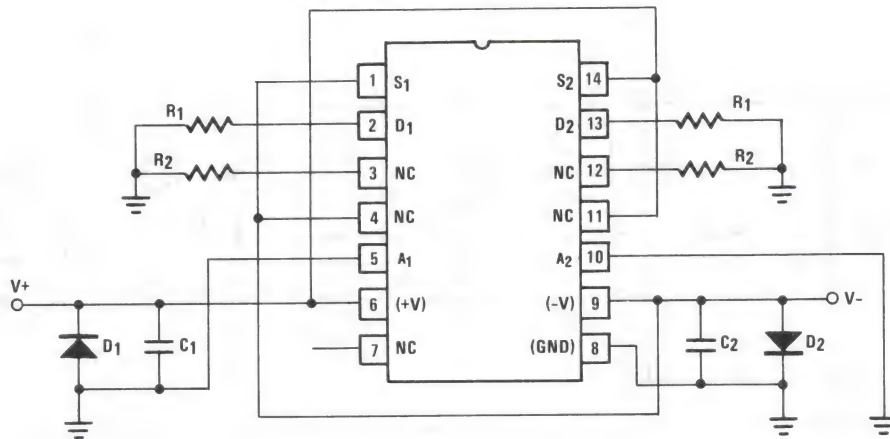 1 S1
S2 14
R1
2 D1
D2 13
R1
R2
3 NC
NC 12
R2
4 NC
NC 11
5 A1
A2 10
V+
6 (+V)
(-V) 9
V-
D1
C1
7 NC
(GND) 8
C2
D2